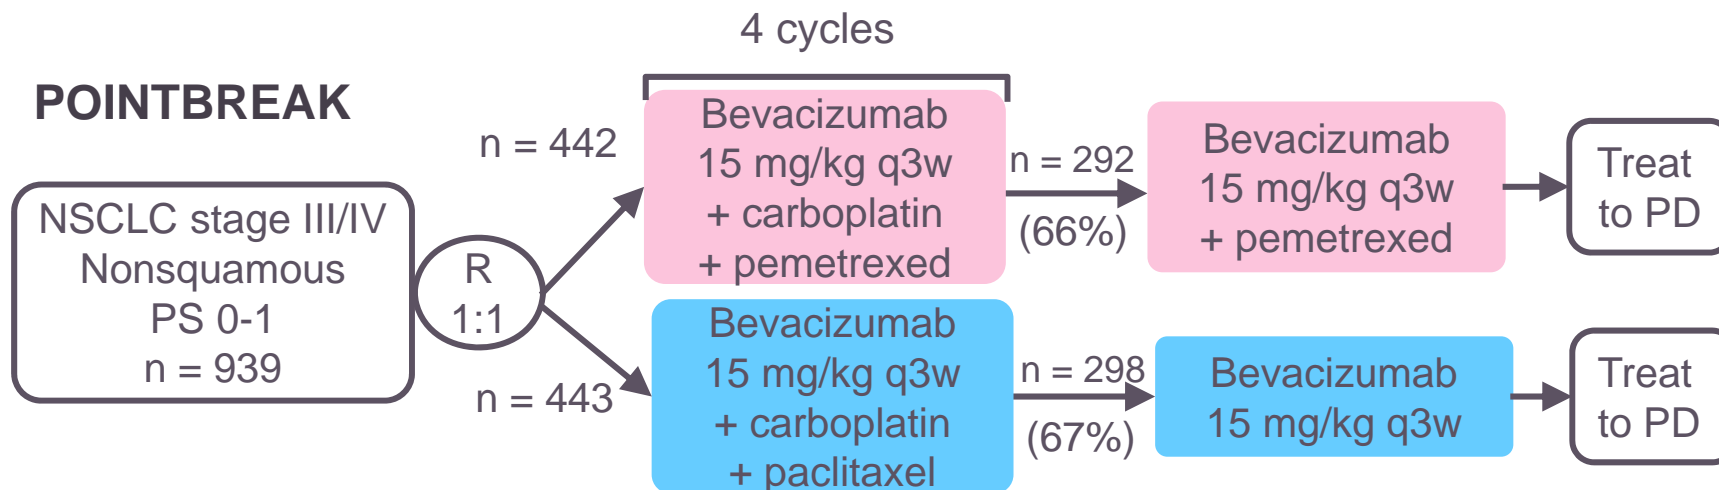 4 cycles
POINTBREAK
NSCLC stage III/IV
Nonsquamous
PS 0-1
n = 939
R
1:1
n = 442
Bevacizumab
15 mg/kg q3w
+ carboplatin
+ pemetrexed
n = 292
(66%)
Bevacizumab
15 mg/kg q3w
+ pemetrexed
Treat
to PD
n = 443
Bevacizumab
15 mg/kg q3w
+ carboplatin
+ paclitaxel
n = 298
(67%)
Bevacizumab
15 mg/kg q3w
Treat
to PD